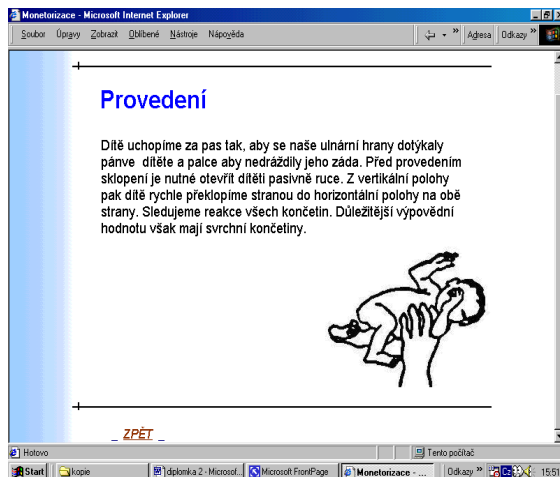 Monetorizace - Microsoft Internet Explorer
Soubor Úpravy Zobrazit Oblíbené Nástroje Nápověda Adresa Odkazy »
Provedení
Dítě uchopíme za pas tak, aby se naše ulnární hrany dotýkaly
pánve dítěte a palce aby nedráždily jeho záda. Před provedením
sklopení je nutné otevřít dítěti pasivně ruce. Z vertikální polohy
pak dítě rychle překlopíme stranou do horizontální polohy na obě
strany. Sledujeme reakce všech končetin. Důležitější výpovědní
hodnotu však mají svrchní končetiny.
_ ZPĚT _
Hotovo Tento počítač
Start kopie diplomka 2 - Microsof... Microsoft FrontPage Monetorizace - ... Odkazy » Cz 15:51